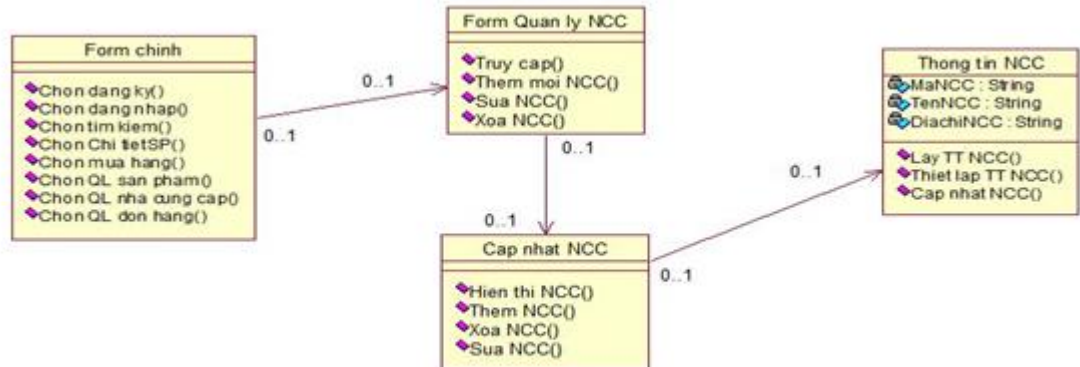 Form chinh
Chon dang ky()
Chon dang nhap()
Chon tim kiem()
Chon Chi tietSP()
Chon mua hang()
Chon QL san pham()
Chon QL nha cung cap()
Chon QL don hang()
0..1
0..1
Form Quan ly NCC
Truy cap()
Them moi NCC()
Sua NCC()
Xoa NCC()
0..1
0..1
Cap nhat NCC
Hien thi NCC()
Them NCC()
Xoa NCC()
Sua NCC()
0..1
0..1
Thong tin NCC
MaNCC : String
TenNCC : String
DiachiNCC : String
Lay TT NCC()
Thiet lap TT NCC()
Cap nhat NCC()